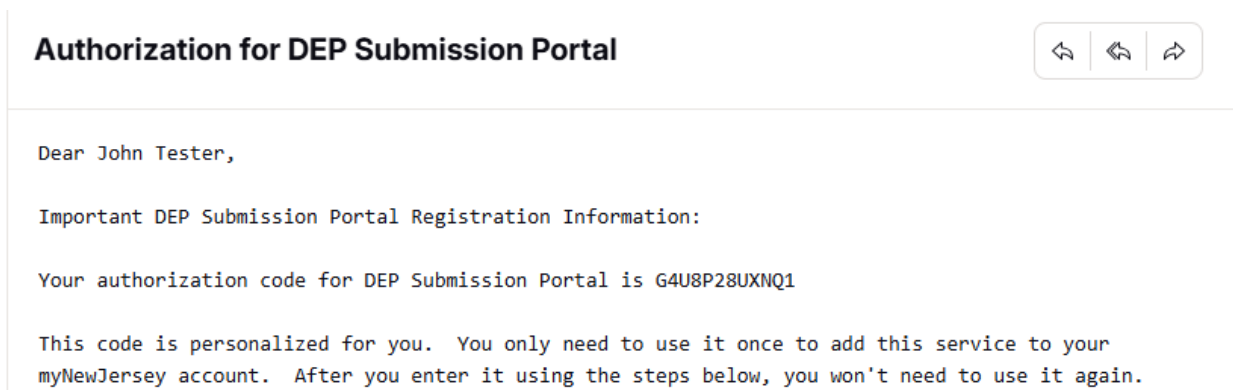 Authorization for DEP Submission Portal
Dear John Tester,
Important DEP Submission Portal Registration Information:
Your authorization code for DEP Submission Portal is G4U8P28UXNQ1
This code is personalized for you.  You only need to use it once to add this service to your
myNewJersey account.  After you enter it using the steps below, you won't need to use it again.